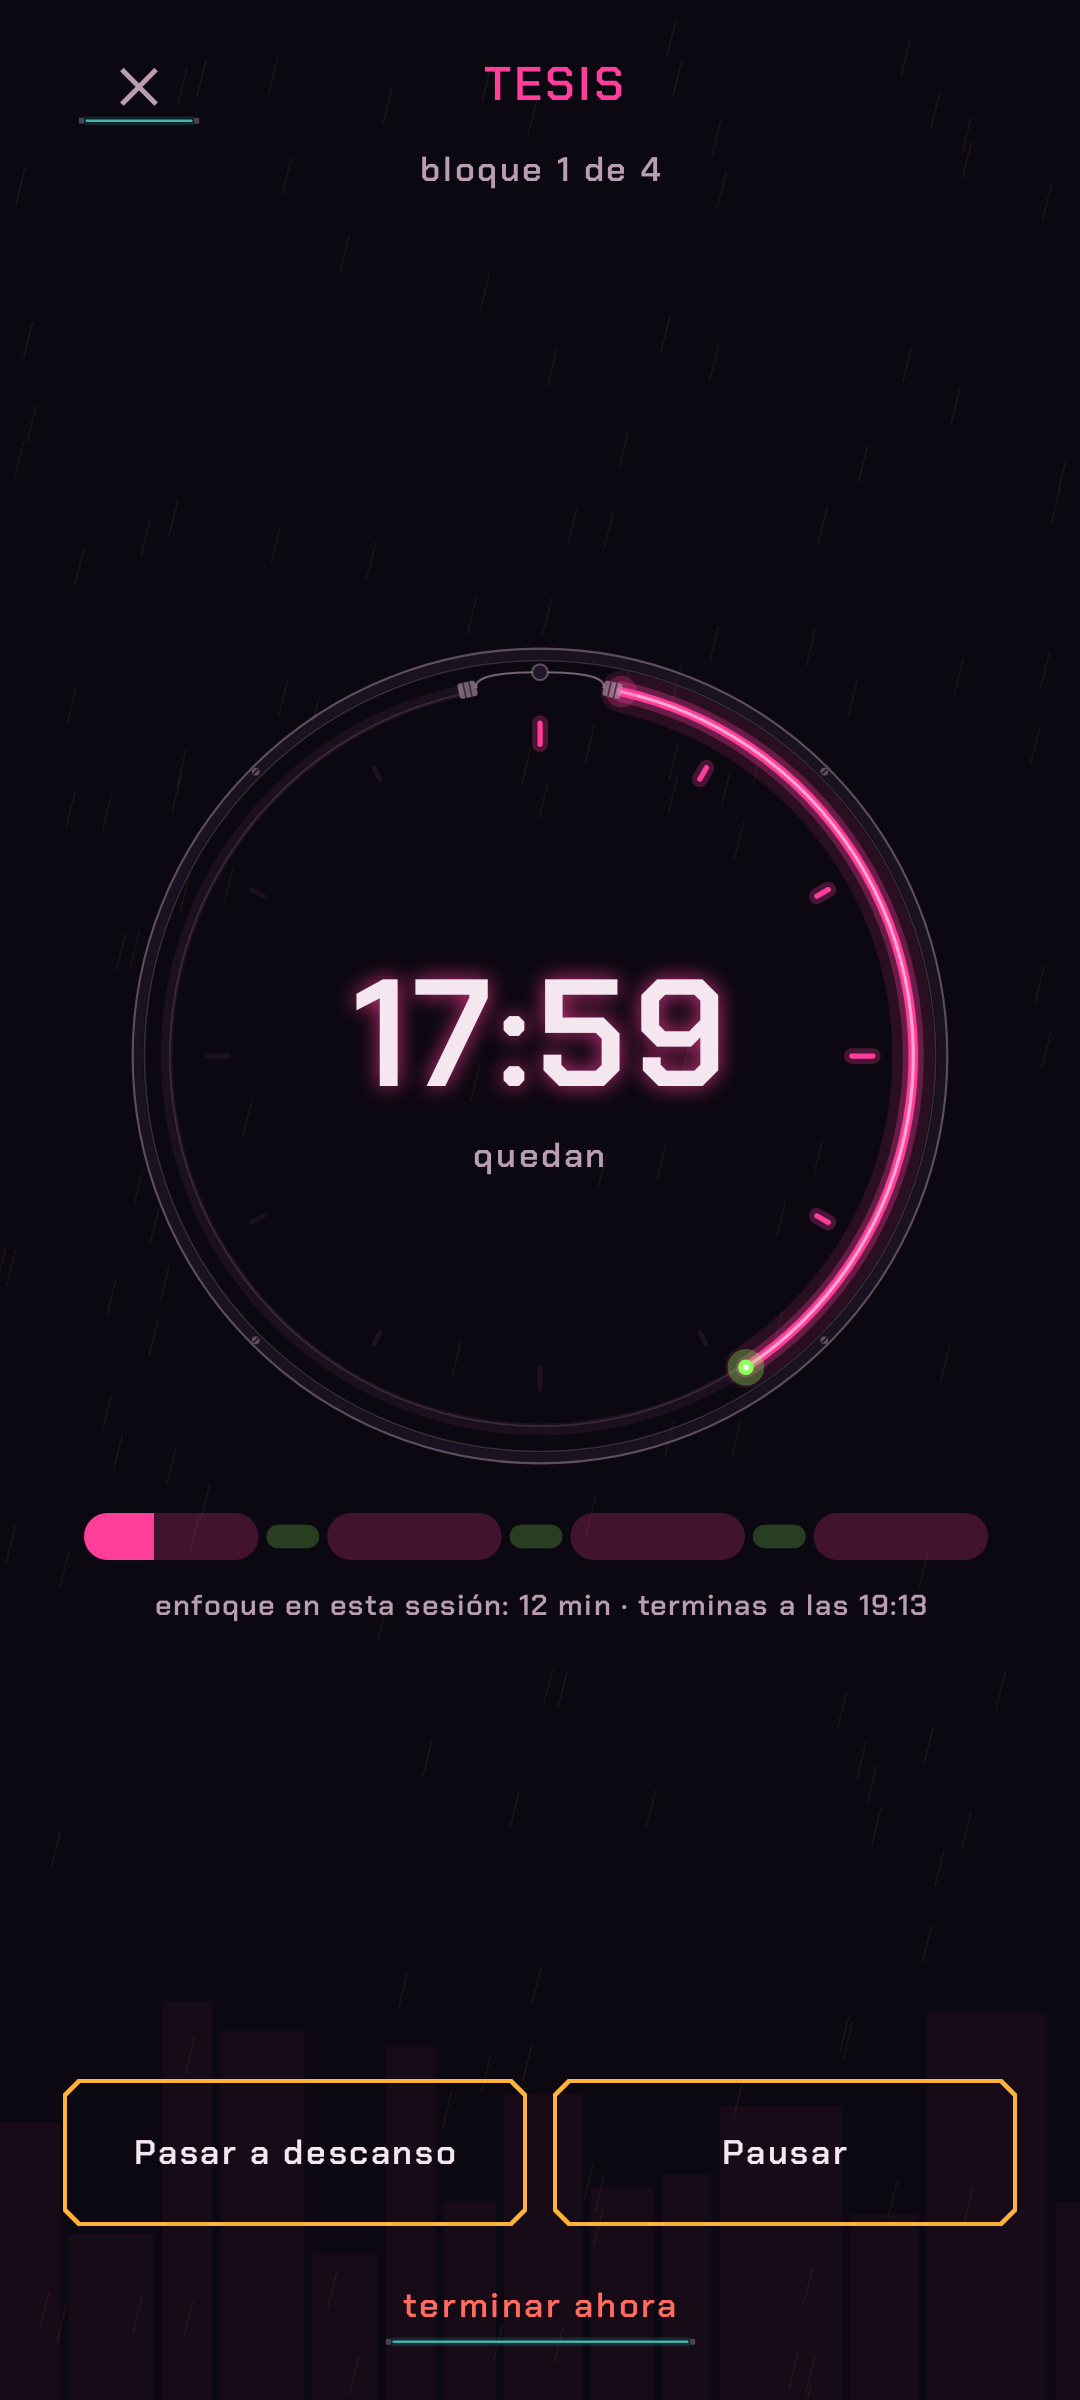 TESIS
bloque 1 de 4
17:59
quedan
enfoque en esta sesión: 12 min · terminas a las 19:13
Pasar a descanso
Pausar
terminar ahora